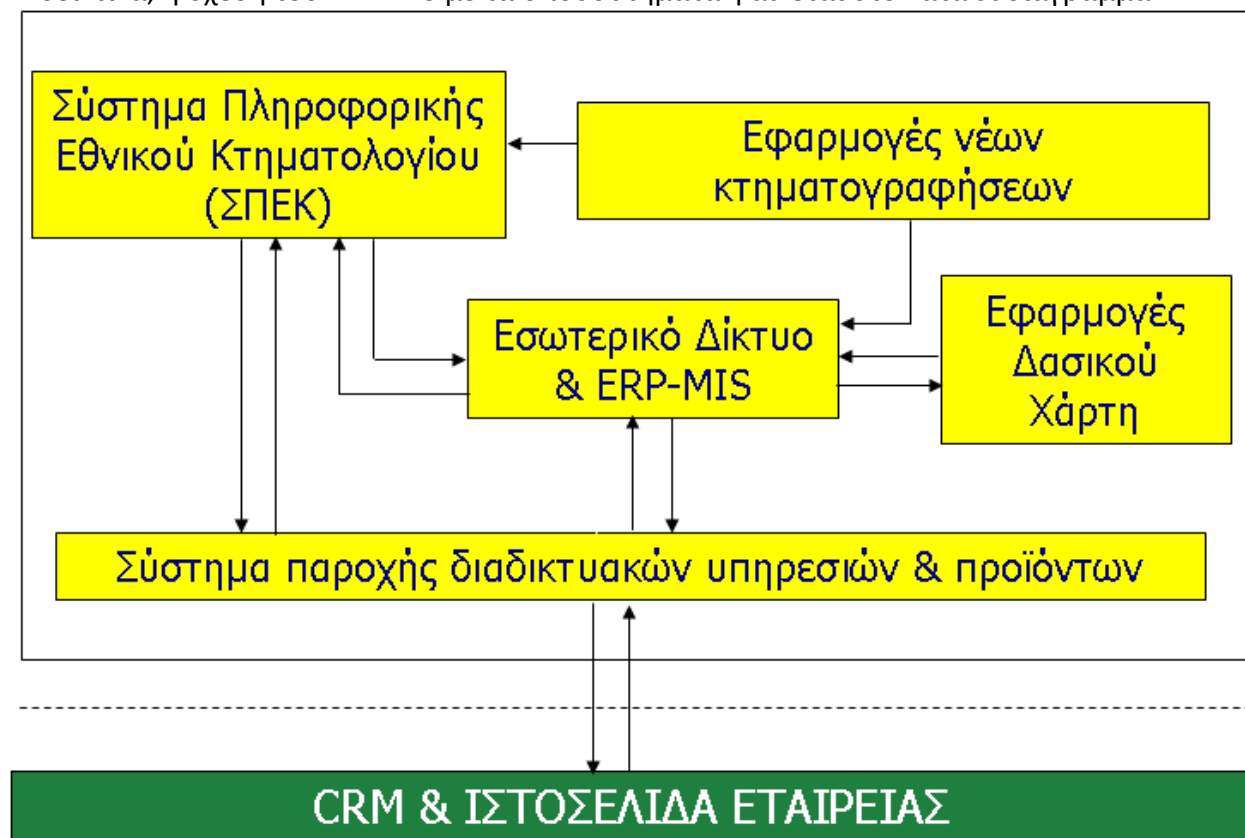 Σύστημα Πληροφορικής
Εθνικού Κτηματολογίου
(ΣΠΕΚ)
Εφαρμογές νέων
κτηματογραφήσεων
Εσωτερικό Δίκτυο
& ERP-MIS
Εφαρμογές
Δασικού
Χάρτη
Σύστημα παροχής διαδικτυακών υπηρεσιών & προϊόντων
CRM & ΙΣΤΟΣΕΛΙΔΑ ΕΤΑΙΡΕΙΑΣ